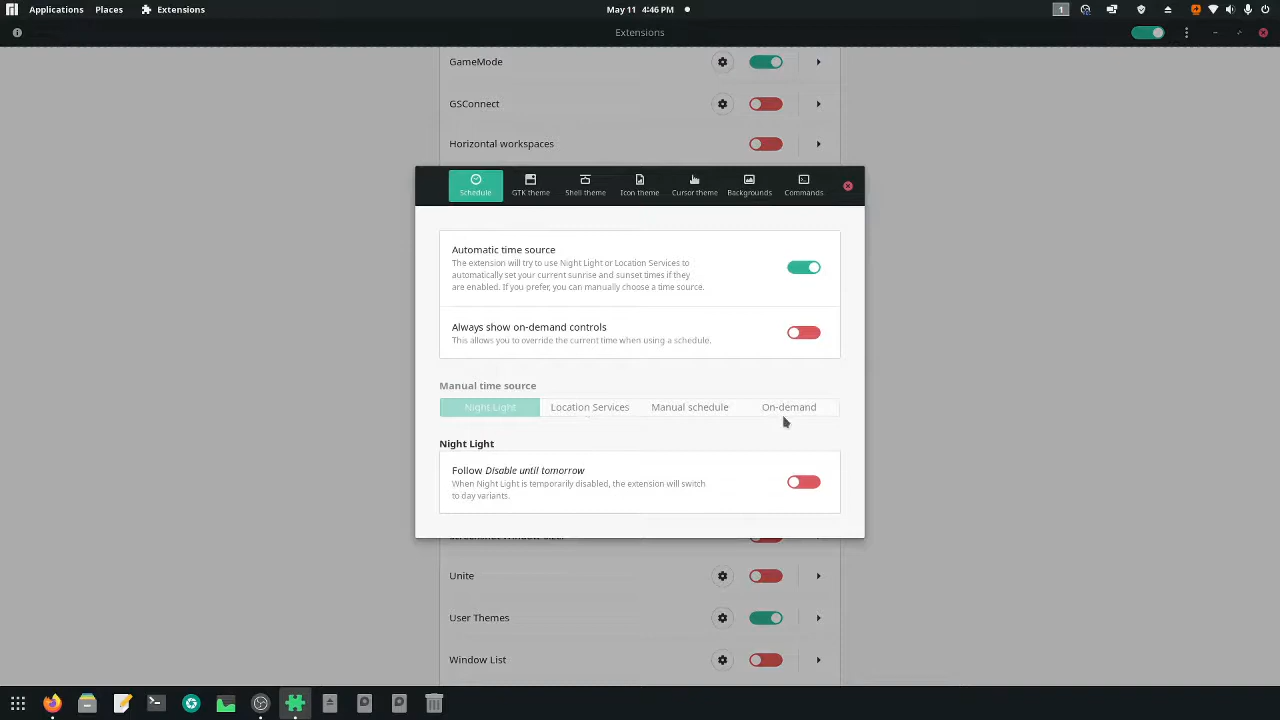 Applications Places Extensions May 11 4:46 PM 1
Extensions
GameMode
GSConnect
Horizontal workspaces
Schedule GTK theme Shell theme Icon theme Cursor theme Backgrounds Commands
Automatic time source
The extension will try to use Night Light or Location Services to
automatically set your current sunrise and sunset times if they
are enabled. If you prefer, you can manually choose a time source.
Always show on-demand controls
This allows you to override the current time when using a schedule.
Manual time source
Night Light Location Services Manual schedule On-demand
Night Light
Follow Disable until tomorrow
When Night Light is temporarily disabled, the extension will switch
to day variants.
Unite
User Themes
Window List